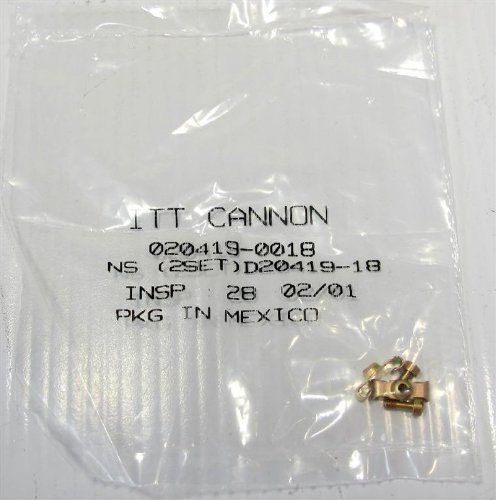 ITT CANNON
020419-0018
NS (2SET)D20419-18
INSP 28 02/01
PKG IN MEXICO